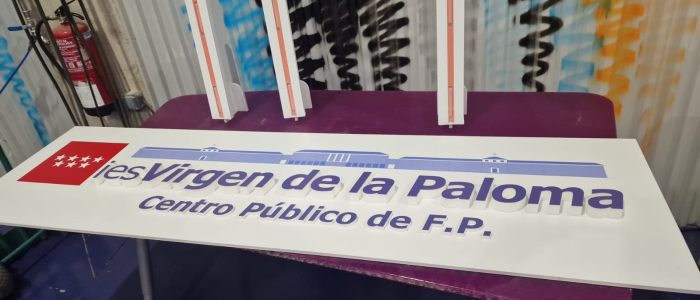 iesVirgen de la Paloma
Centro Público de F.P.